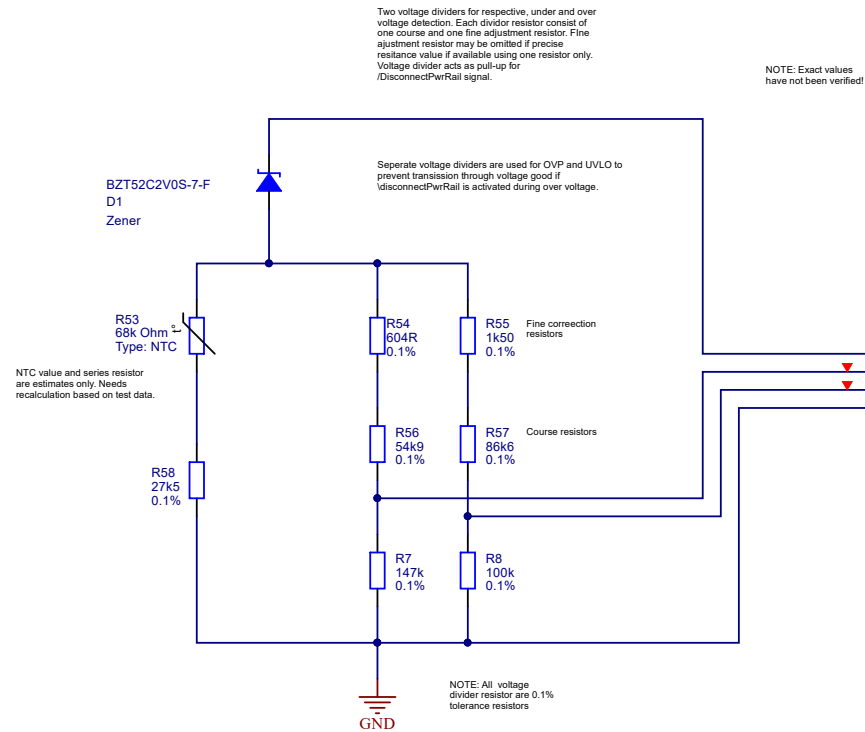 Two voltage dividers for respective, under and over
voltage detection. Each dividor resistor consist of
one course and one fine adjustment resistor. FIne
ajustment resistor may be omitted if precise
resitance value if available using one resistor only.
Voltage divider acts as pull-up for
/DisconnectPwrRail signal.
NOTE: Exact values
have not been verified!
Seperate voltage dividers are used for OVP and UVLO to
prevent transission through voltage good if
\disconnectPwrRail is activated during over voltage.
BZT52C2V0S-7-F
D1
Zener
R53
68k Ohm
Type: NTC
t°
R54
604R
0.1%
R55
1k50
0.1%
Fine correection
resistors
NTC value and series resistor
are estimates only. Needs
recalculation based on test data.
R56
54k9
0.1%
R57
86k6
0.1%
Course resistors
R58
27k5
0.1%
R7
147k
0.1%
R8
100k
0.1%
NOTE: All voltage
divider resistor are 0.1%
tolerance resistors
GND